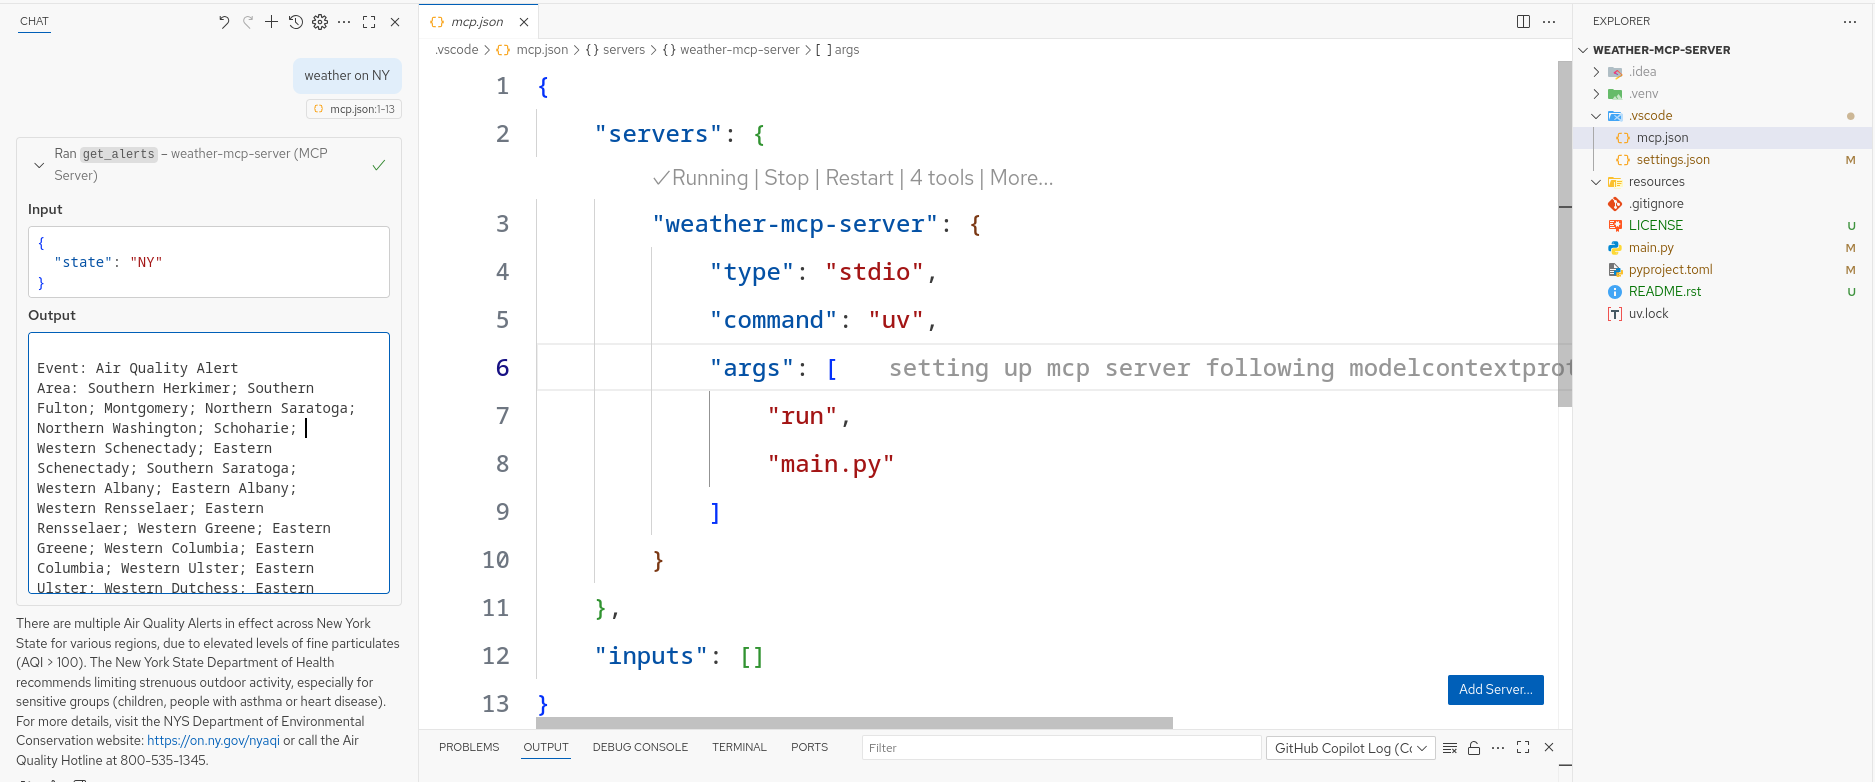 CHAT
weather on NY
mcp.json:1-13
Ran get_alerts – weather-mcp-server (MCP
Server)
Input
{
"state": "NY"
}
Output
Event: Air Quality Alert
Area: Southern Herkimer; Southern
Fulton; Montgomery; Northern Saratoga;
Northern Washington; Schoharie;
Western Schenectady; Eastern
Schenectady; Southern Saratoga;
Western Albany; Eastern Albany;
Western Rensselaer; Eastern
Rensselaer; Western Greene; Eastern
Greene; Western Columbia; Eastern
Columbia; Western Ulster; Eastern
Ulster; Western Dutchess; Eastern
There are multiple Air Quality Alerts in effect across New York
State for various regions, due to elevated levels of fine particulates
(AQI > 100). The New York State Department of Health
recommends limiting strenuous outdoor activity, especially for
sensitive groups (children, people with asthma or heart disease).
For more details, visit the NYS Department of Environmental
Conservation website: https://on.ny.gov/nyaqi or call the Air
Quality Hotline at 800-535-1345.
{} mcp.json
.vscode > {} mcp.json > {} servers > {} weather-mcp-server > [ ] args
1 {
2 "servers": {
✓Running | Stop | Restart | 4 tools | More...
3 "weather-mcp-server": {
4 "type": "stdio",
5 "command": "uv",
6 "args": [ setting up mcp server following modelcontextprot
7 "run",
8 "main.py"
9 ]
10 }
11 },
12 "inputs": []
13 }
Add Server...
PROBLEMS OUTPUT DEBUG CONSOLE TERMINAL PORTS Filter GitHub Copilot Log (Cc
EXPLORER
WEATHER-MCP-SERVER
.idea
.venv
.vscode
{} mcp.json
{} settings.json M
resources
.gitignore
LICENSE U
main.py M
pyproject.toml M
README.rst U
uv.lock